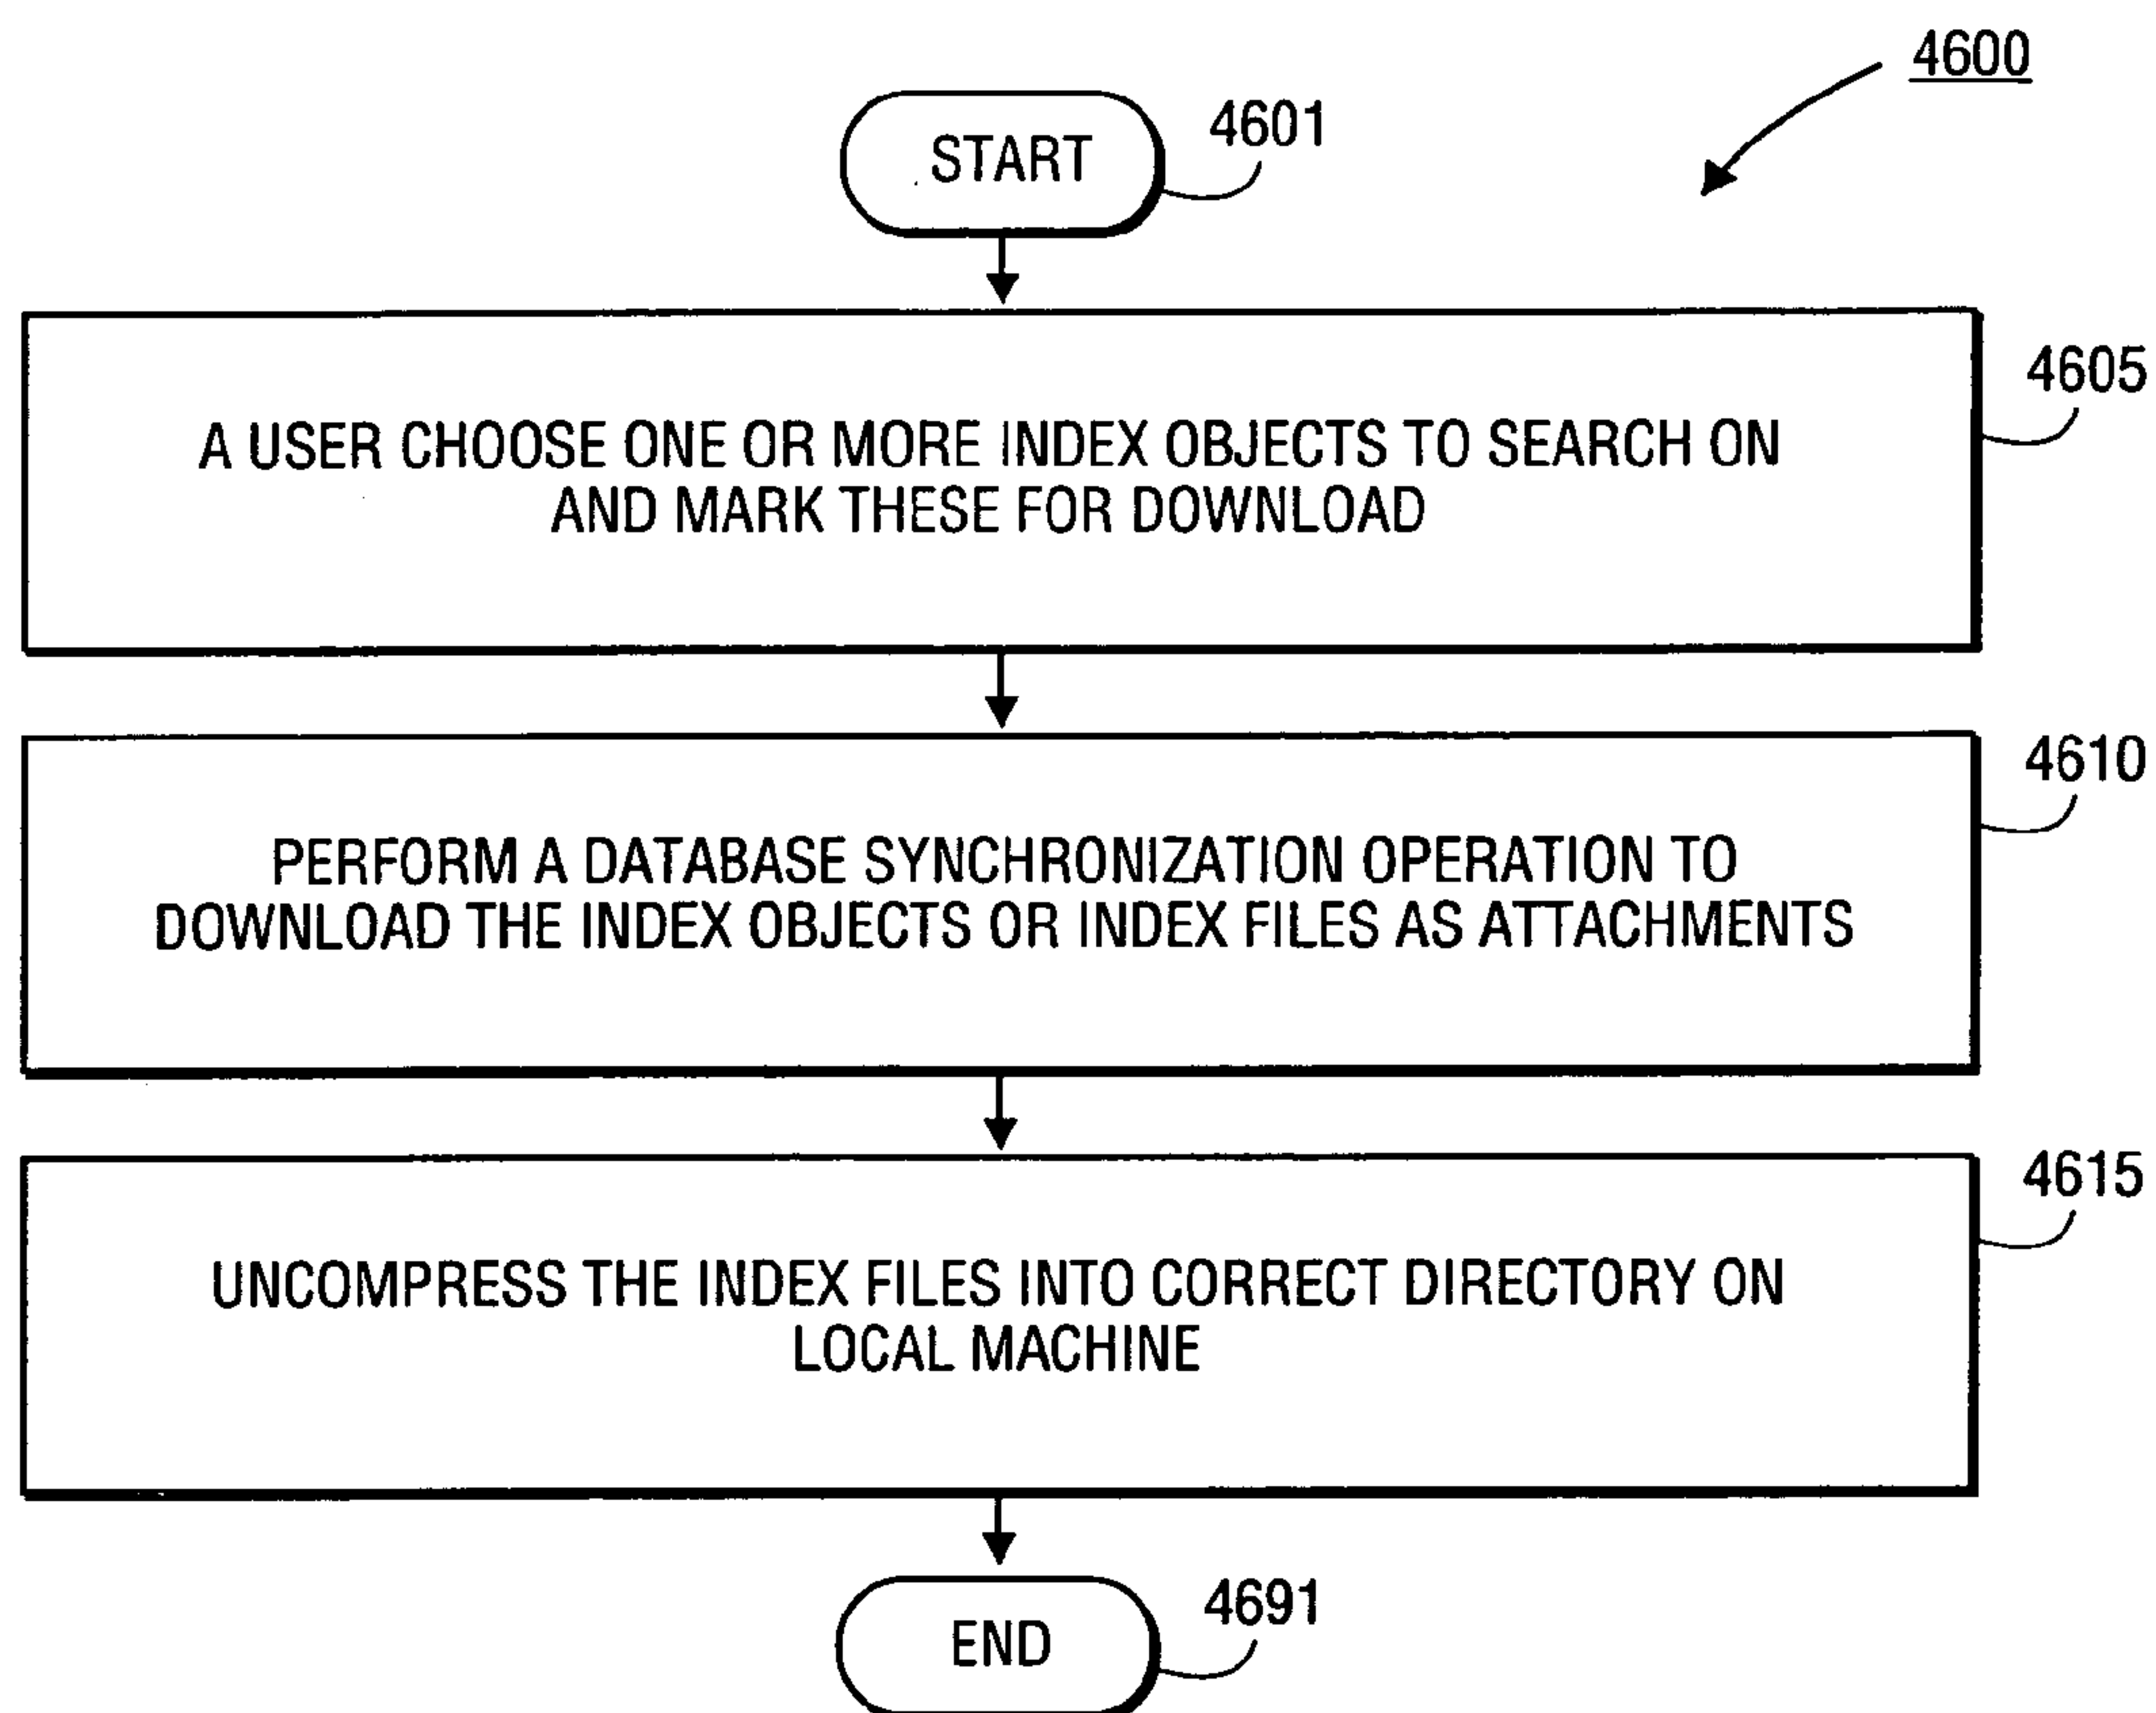 4600
START
4601
4605
A USER CHOOSE ONE OR MORE INDEX OBJECTS TO SEARCH ON
AND MARK THESE FOR DOWNLOAD
4610
PERFORM A DATABASE SYNCHRONIZATION OPERATION TO
DOWNLOAD THE INDEX OBJECTS OR INDEX FILES AS ATTACHMENTS
4615
UNCOMPRESS THE INDEX FILES INTO CORRECT DIRECTORY ON
LOCAL MACHINE
END
4691